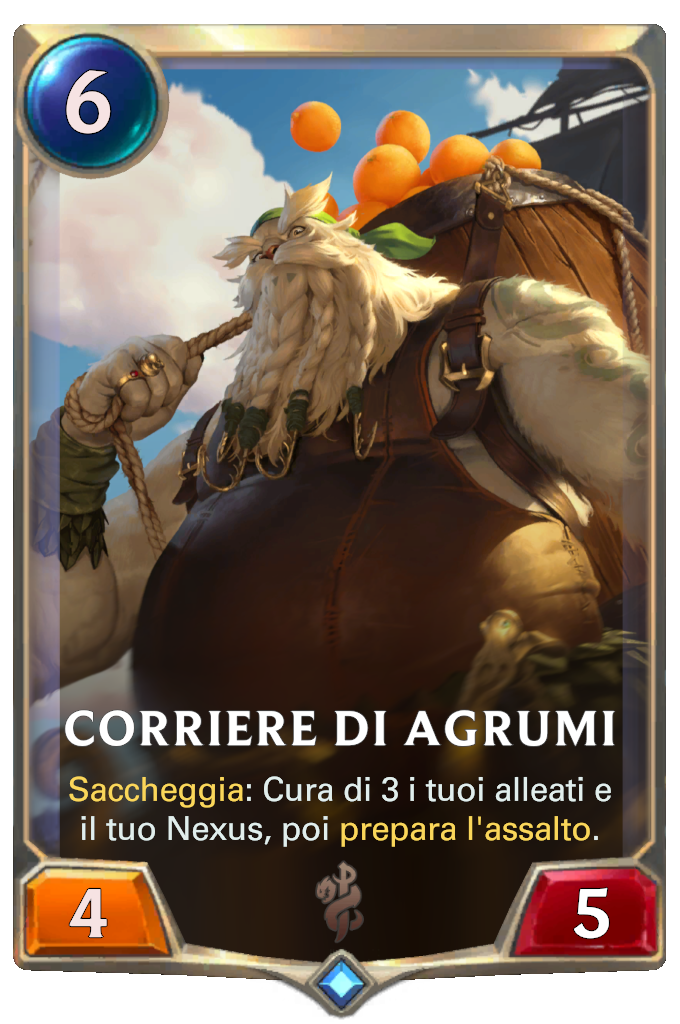 6
CORRIERE DI AGRUMI
Saccheggia: Cura di 3 i tuoi alleati e
il tuo Nexus, poi prepara l'assalto.
4
5